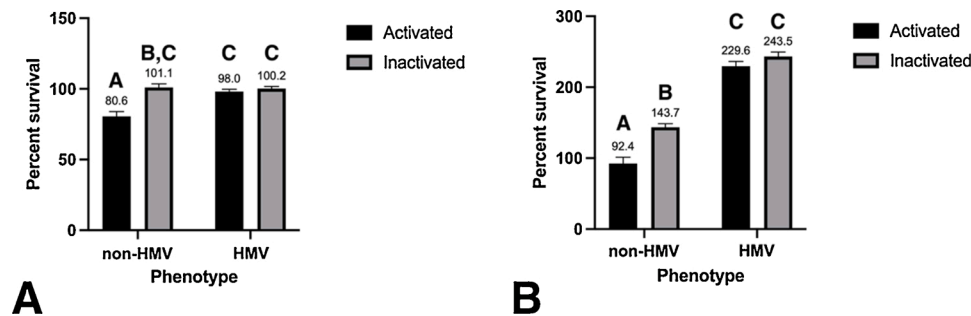 150
100
50
0
Percent survival
A
80.6
B,C
101.1
C
98.0
C
100.2
non-HMV
HMV
Phenotype
Activated
Inactivated
A
300
200
100
0
Percent survival
A
92.4
B
143.7
C
229.6
C
243.5
non-HMV
HMV
Phenotype
Activated
Inactivated
B